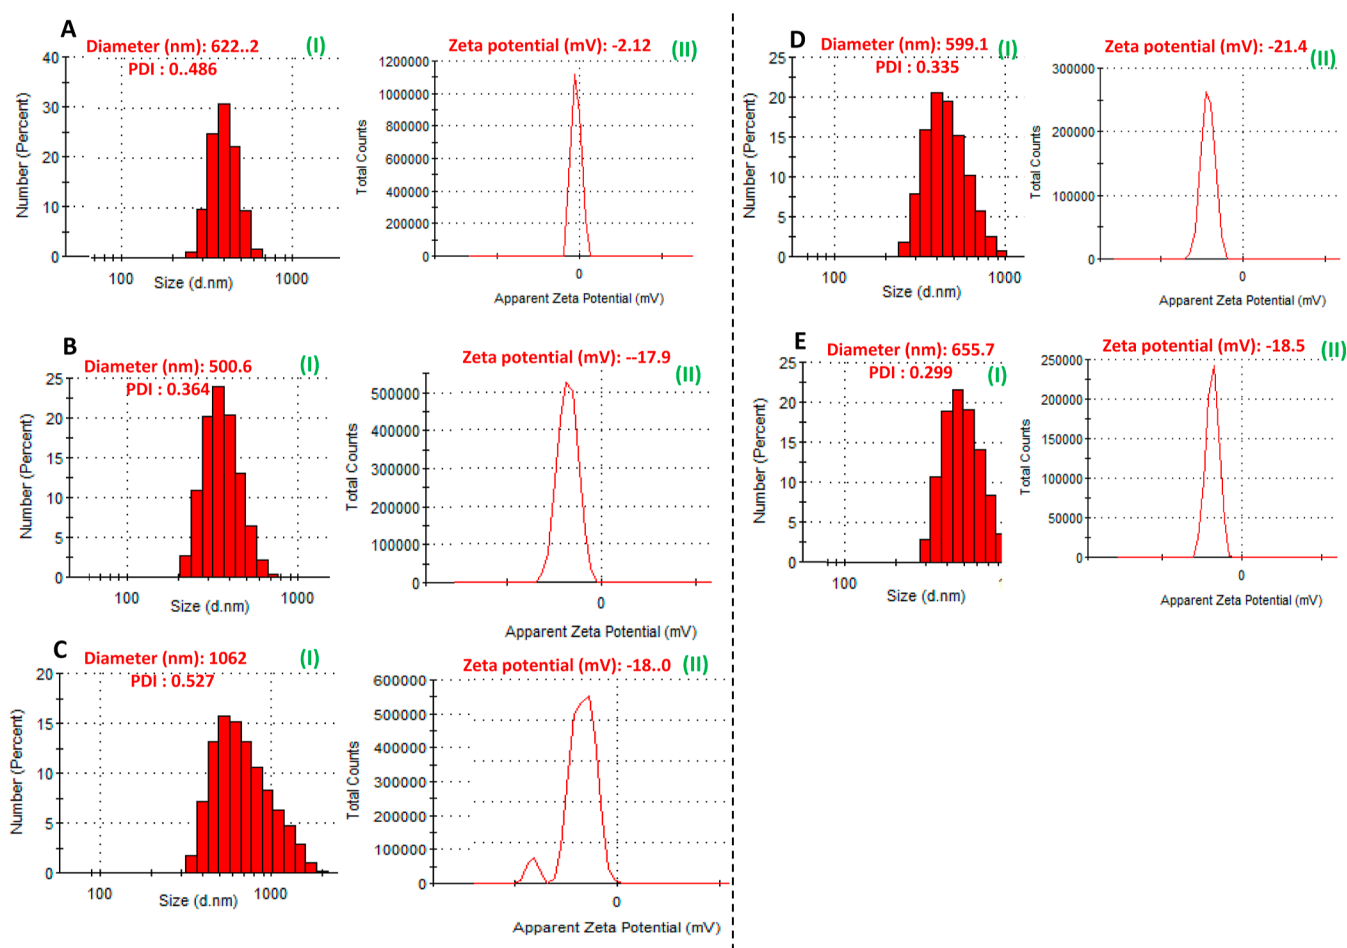 A
Diameter (nm): 622..2
(I)
PDI : 0..486
40
30
20
10
0
Number (Percent)
100
1000
Size (d.nm)
Zeta potential (mV): -2.12
(II)
1200000
1000000
800000
600000
400000
200000
0
Total Counts
0
Apparent Zeta Potential (mV)
B
Diameter (nm): 500.6
(I)
PDI : 0.364
25
20
15
10
5
0
Number (Percent)
100
1000
Size (d.nm)
Zeta potential (mV): --17.9
(II)
500000
400000
300000
200000
100000
0
Total Counts
0
Apparent Zeta Potential (mV)
C
Diameter (nm): 1062
(I)
PDI : 0.527
20
15
10
5
0
Number (Percent)
100
1000
Size (d.nm)
Zeta potential (mV): -18..0
(II)
600000
500000
400000
300000
200000
100000
0
Total Counts
0
Apparent Zeta Potential (mV)
D
Diameter (nm): 599.1
(I)
PDI : 0.335
25
20
15
10
5
0
Number (Percent)
100
1000
Size (d.nm)
Zeta potential (mV): -21.4
(II)
300000
200000
100000
0
Total Counts
0
Apparent Zeta Potential (mV)
E
Diameter (nm): 655.7
PDI : 0.299
(I)
25
20
15
10
5
0
Number (Percent)
100
Size (d.nm)
Zeta potential (mV): -18.5
(II)
250000
200000
150000
100000
50000
0
Total Counts
0
Apparent Zeta Potential (mV)